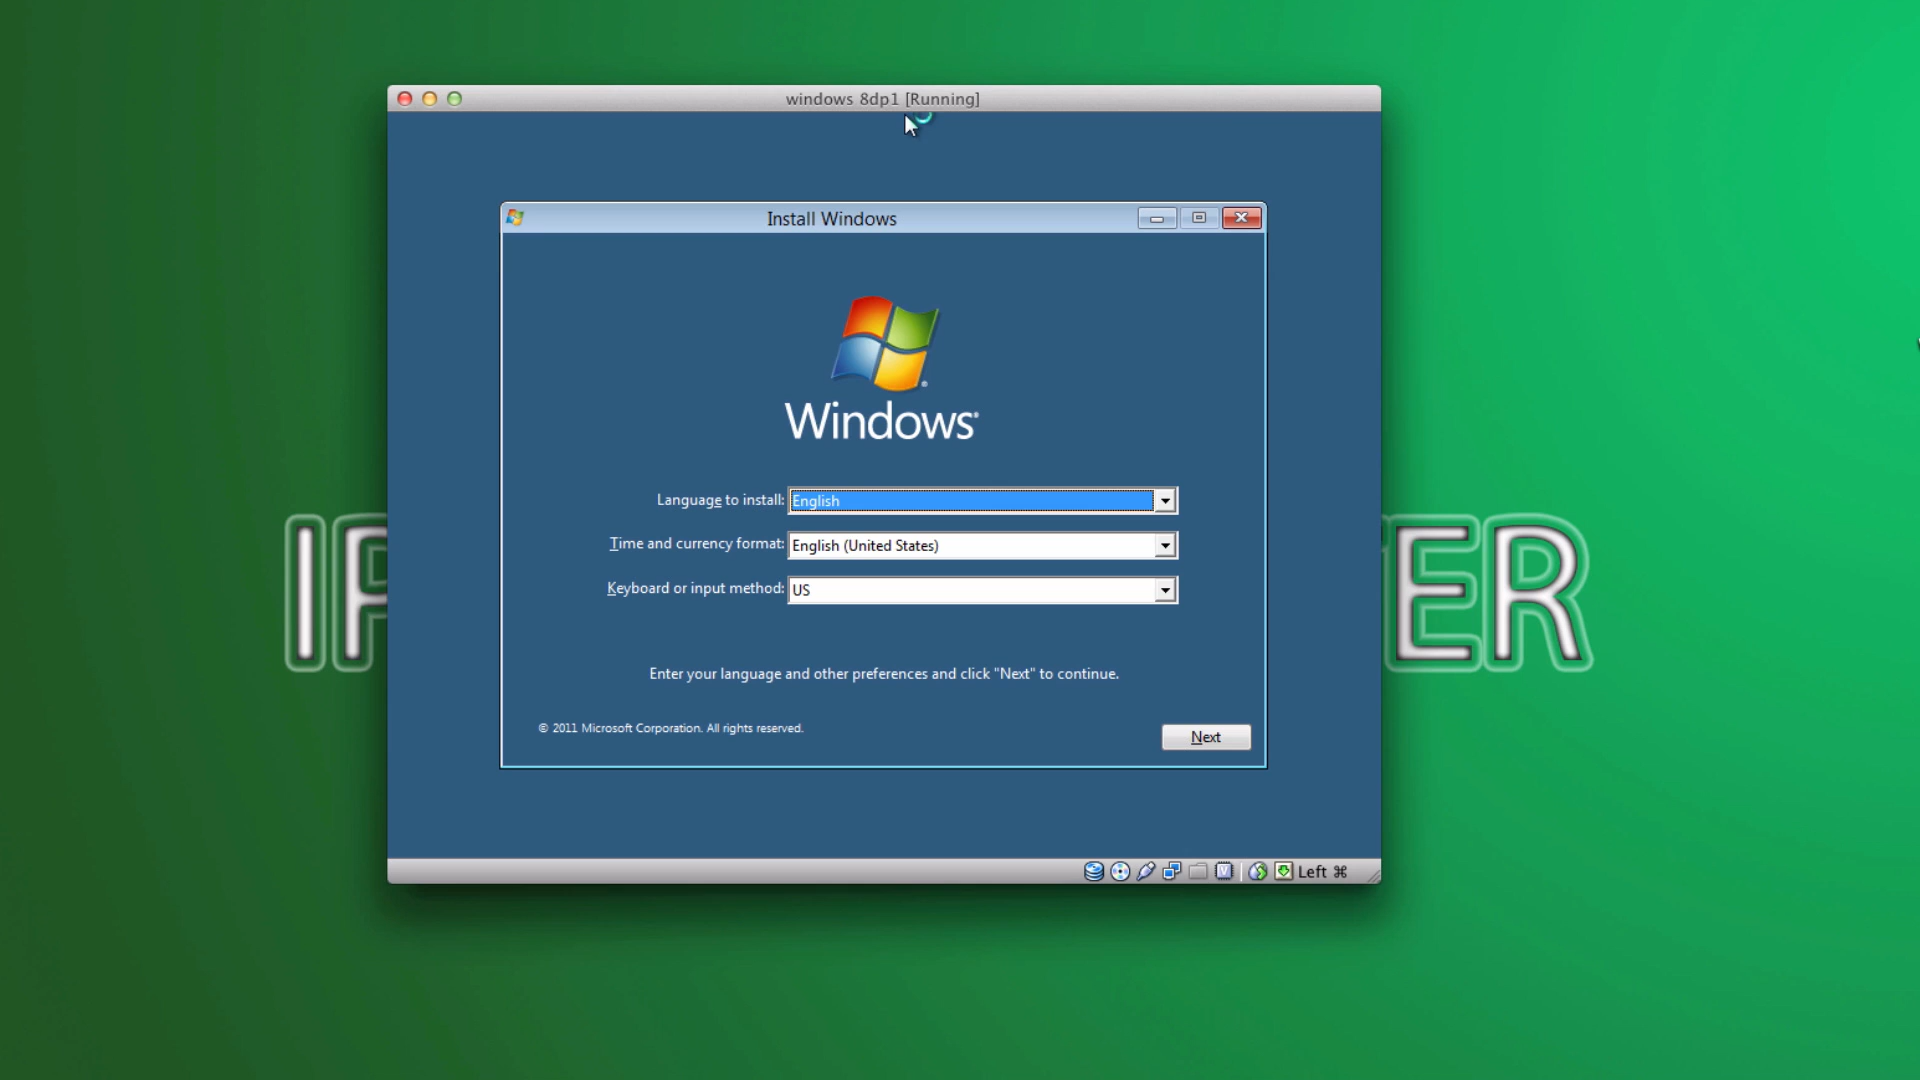 windows 8dp1 [Running]
Install Windows
Windows®
Language to install: English
Time and currency format: English (United States)
Keyboard or input method: US
IP
TER
Enter your language and other preferences and click "Next" to continue.
© 2011 Microsoft Corporation. All rights reserved.
Next
Left ⌘